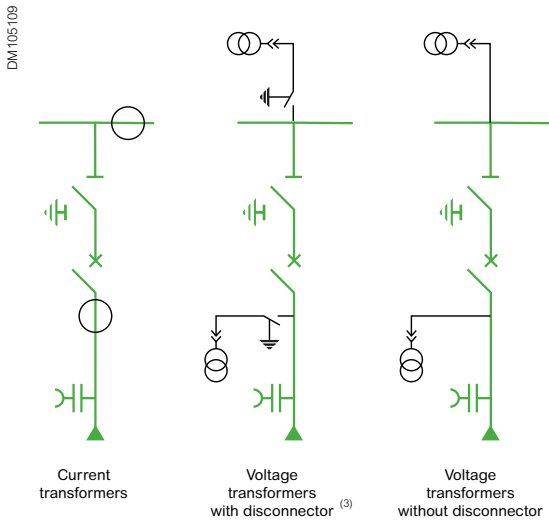 DM105109
Current
transformers
Voltage
transformers
with disconnector (3)
Voltage
transformers
without disconnector